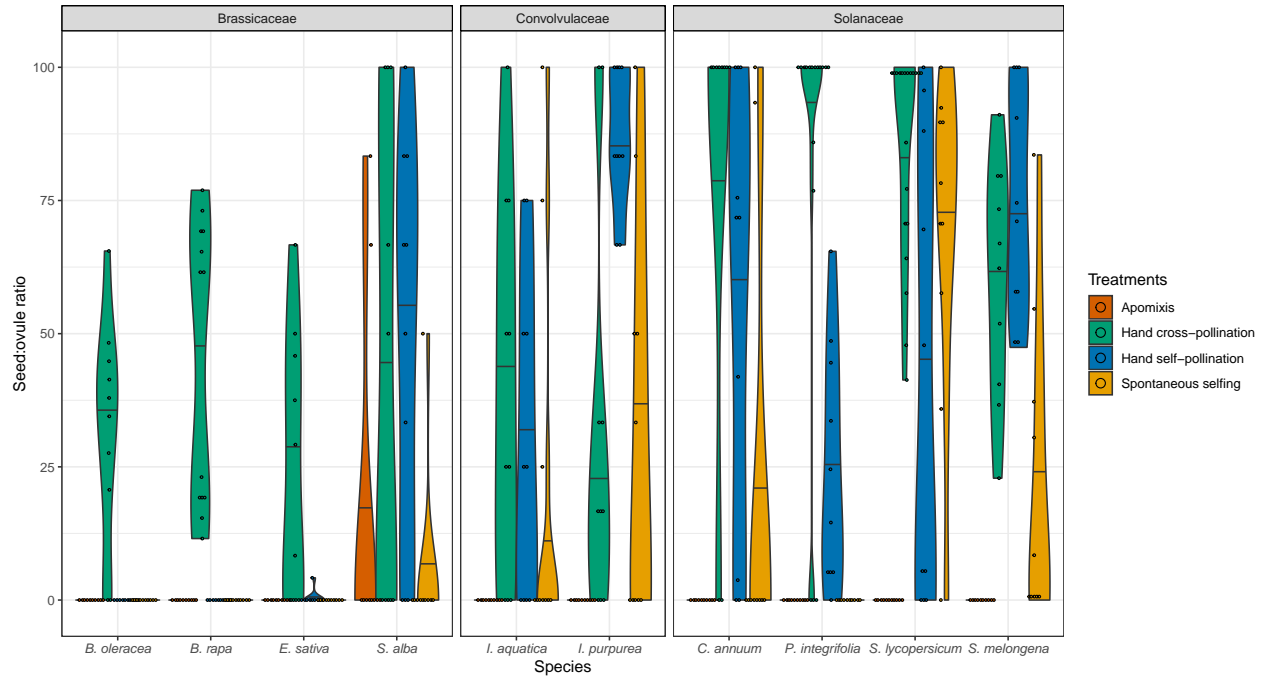 Brassicaceae Convolvulaceae Solanaceae
100
75
50
25
0
Seed:ovule ratio
B. oleracea B. rapa E. sativa S. alba I. aquatica I. purpurea C. annuum P. integrifolia S. lycopersicum S. melongena
Species
Treatments
Apomixis
Hand cross−pollination
Hand self−pollination
Spontaneous selfing